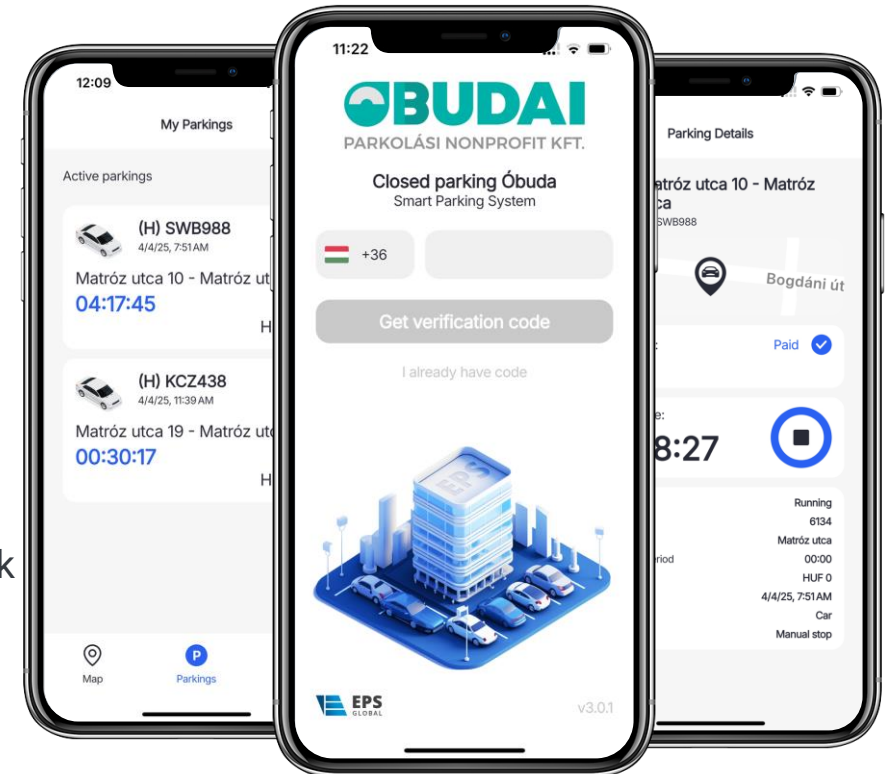 12:09
My Parkings
Active parkings
(H) SWB988
4/4/25, 7:51 AM
Matróz utca 10 - Matróz ut
04:17:45
H
(H) KCZ438
4/4/25, 11:39 AM
Matróz utca 19 - Matróz utc
00:30:17
H
Map
Parkings
k
11:22
ÓBUDAI
PARKOLÁSI NONPROFIT KFT.
Closed parking Óbuda
Smart Parking System
+36
Get verification code
I already have code
EPS
EPS
GLOBAL
v3.0.1
Parking Details
atróz utca 10 - Matróz
ca
SWB988
Bogdáni út
:
Paid
e:
8:27
Running
6134
Matróz utca
riod 00:00
HUF 0
4/4/25, 7:51 AM
Car
Manual stop